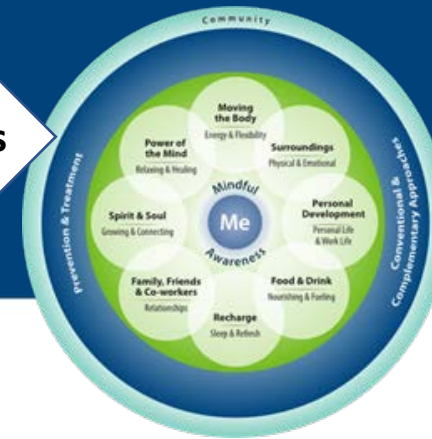 Community
s
Moving
the Body
Energy & Flexibility
Power of
the Mind
Relaxing & Healing
Surroundings
Physical & Emotional
Mindful
Prevention & Treatment
Spirit & Soul
Growing & Connecting
Me
Personal
Development
Personal Life
& Work Life
Conventional &
Complementary Approaches
Awareness
Family, Friends
& Co-workers
Relationships
Food & Drink
Nourishing & Fueling
Recharge
Sleep & Refresh